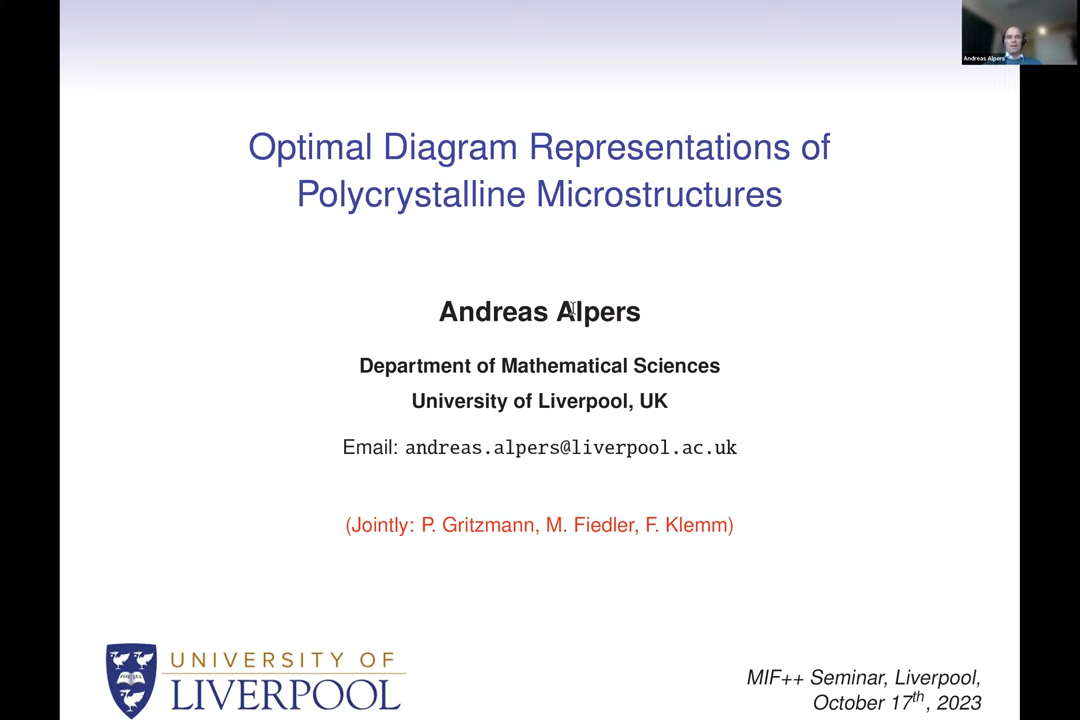 Andreas Alpers
Optimal Diagram Representations of
Polycrystalline Microstructures
Andreas Alpers
Department of Mathematical Sciences
University of Liverpool, UK
Email: andreas.alpers@liverpool.ac.uk
(Jointly: P. Gritzmann, M. Fiedler, F. Klemm)
UNIVERSITY OF
LIVERPOOL
MIF++ Seminar, Liverpool,
October 17th, 2023